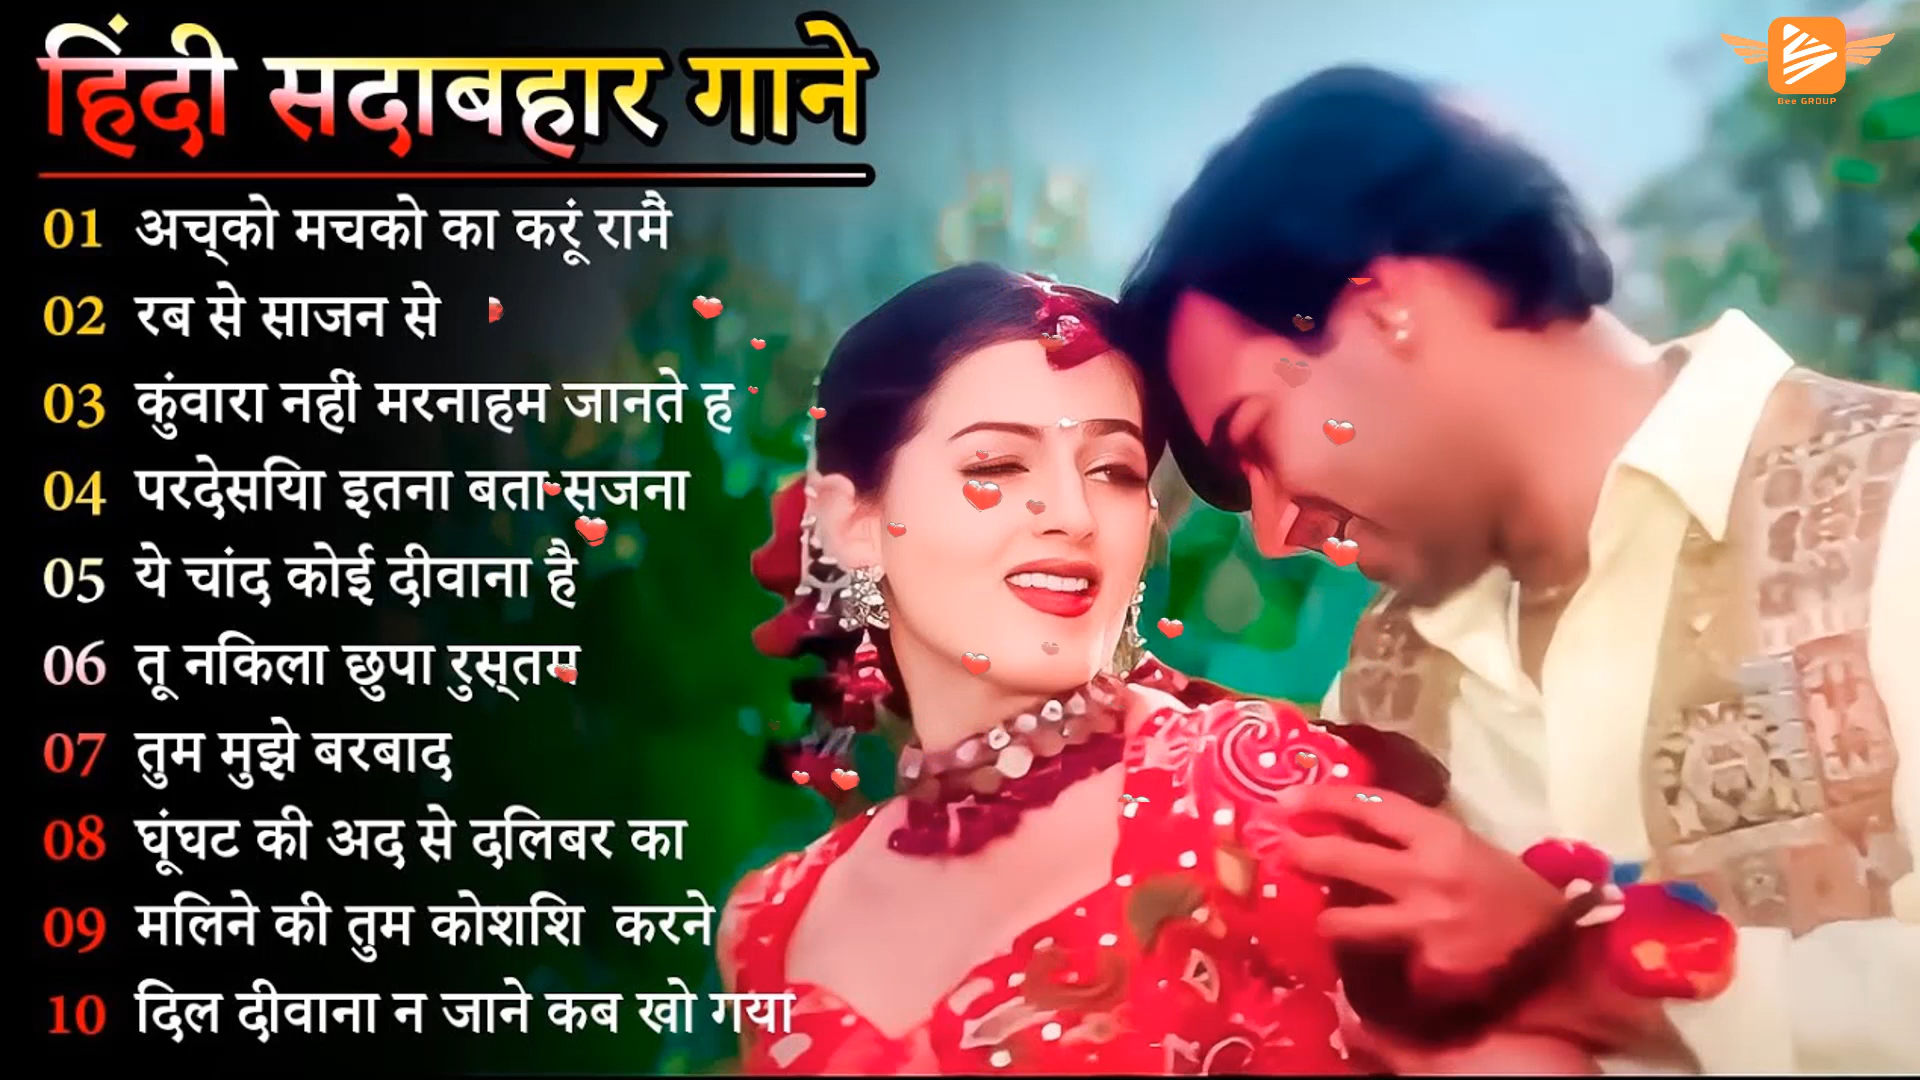 हिंदी सदाबहार गाने
Bee GROUP
01 अच्‌को मचको का करूं रामैं
02 रब से साजन से
03 कुंवारा नहीं मरनाहम जानते ह
04 परदेसयिा इतना बता सजना
05 ये चांद कोई दीवाना है
06 तू नकिला छुपा रुस्‌तम
07 तुम मुझे बरबाद
08 घूंघट की अद से दलिबर का
09 मलिने की तुम कोशशि करने
10 दिल दीवाना न जाने कब खो गया